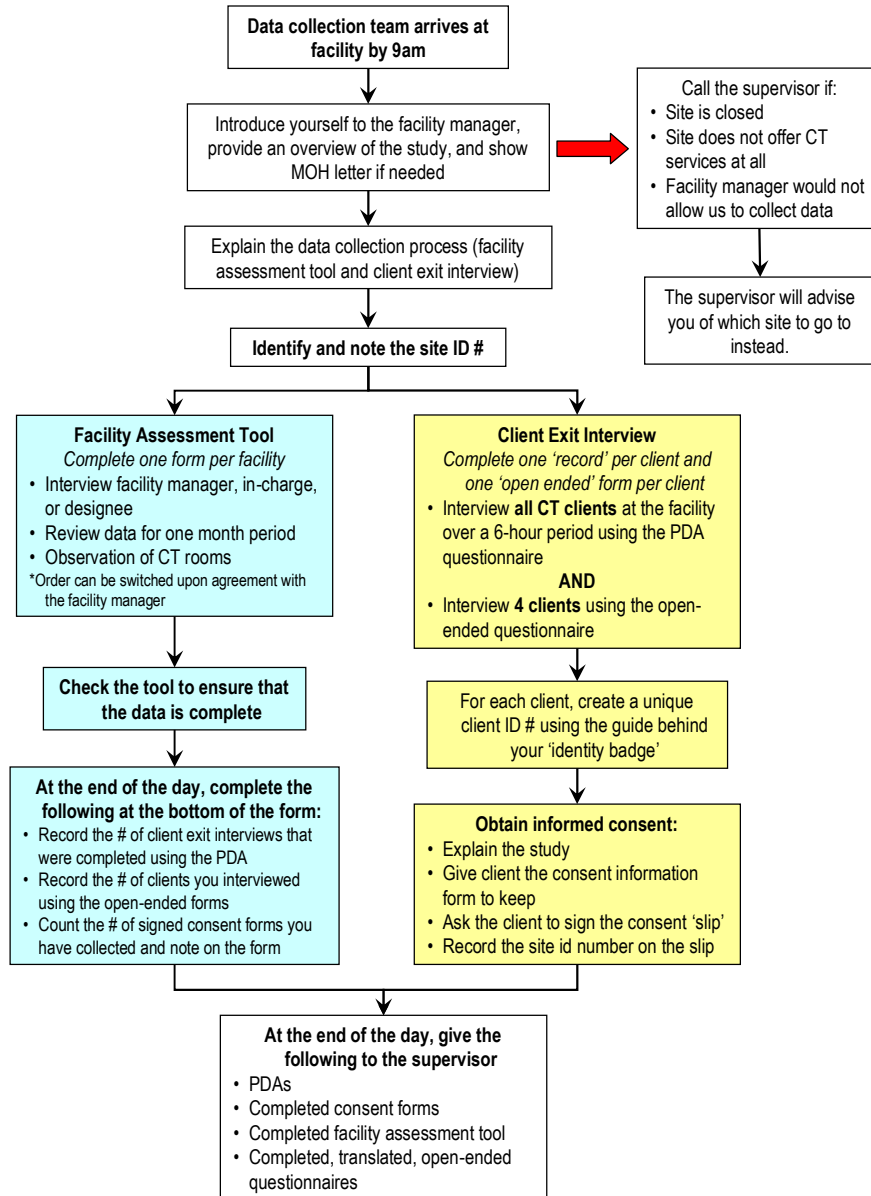 Data collection team arrives at
facility by 9am
Introduce yourself to the facility manager,
provide an overview of the study, and show
MOH letter if needed
Call the supervisor if:
• Site is closed
• Site does not offer CT
services at all
• Facility manager would not
allow us to collect data
The supervisor will advise
you of which site to go to
instead.
Explain the data collection process (facility
assessment tool and client exit interview)
Identify and note the site ID #
Facility Assessment Tool
Complete one form per facility
• Interview facility manager, in-charge,
or designee
• Review data for one month period
• Observation of CT rooms
*Order can be switched upon agreement with
the facility manager
Check the tool to ensure that
the data is complete
At the end of the day, complete the
following at the bottom of the form:
• Record the # of client exit interviews that
were completed using the PDA
• Record the # of clients you interviewed
using the open-ended forms
• Count the # of signed consent forms you
have collected and note on the form
Client Exit Interview
Complete one ‘record’ per client and
one ‘open ended’ form per client
• Interview all CT clients at the facility
over a 6-hour period using the PDA
questionnaire
AND
• Interview 4 clients using the open-
ended questionnaire
For each client, create a unique
client ID # using the guide behind
your ‘identity badge’
Obtain informed consent:
• Explain the study
• Give client the consent information
form to keep
• Ask the client to sign the consent ‘slip’
• Record the site id number on the slip
At the end of the day, give the
following to the supervisor
• PDAs
• Completed consent forms
• Completed facility assessment tool
• Completed, translated, open-ended
questionnaires